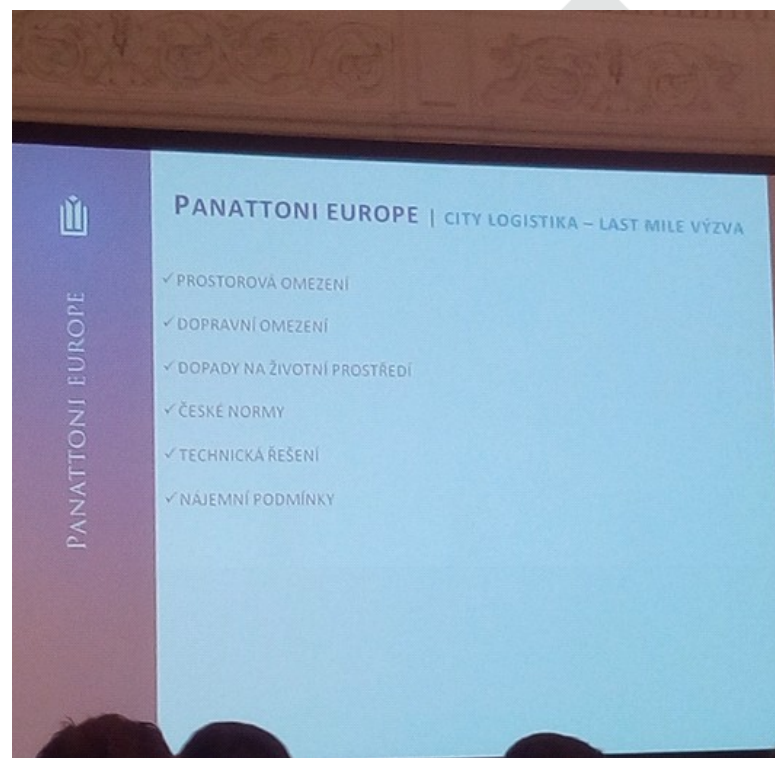 PANATTONI EUROPE | CITY LOGISTIKA – LAST MILE VÝZVA
✓ PROSTOROVÁ OMEZENÍ
✓ DOPRAVNÍ OMEZENÍ
✓ DOPADY NA ŽIVOTNÍ PROSTŘEDÍ
✓ ČESKÉ NORMY
✓ TECHNICKÁ ŘEŠENÍ
✓ NÁJEMNÍ PODMÍNKY
PANATTONI EUROPE